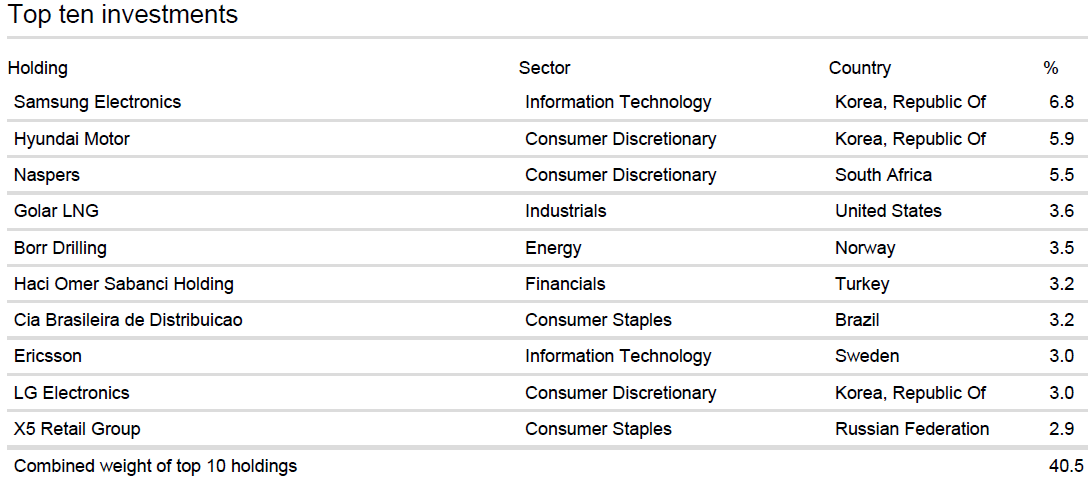 Top ten investments
Holding Sector Country %
Samsung Electronics Information Technology Korea, Republic Of 6.8
Hyundai Motor Consumer Discretionary Korea, Republic Of 5.9
Naspers Consumer Discretionary South Africa 5.5
Golar LNG Industrials United States 3.6
Borr Drilling Energy Norway 3.5
Haci Omer Sabanci Holding Financials Turkey 3.2
Cia Brasileira de Distribuicao Consumer Staples Brazil 3.2
Ericsson Information Technology Sweden 3.0
LG Electronics Consumer Discretionary Korea, Republic Of 3.0
X5 Retail Group Consumer Staples Russian Federation 2.9
Combined weight of top 10 holdings 40.5